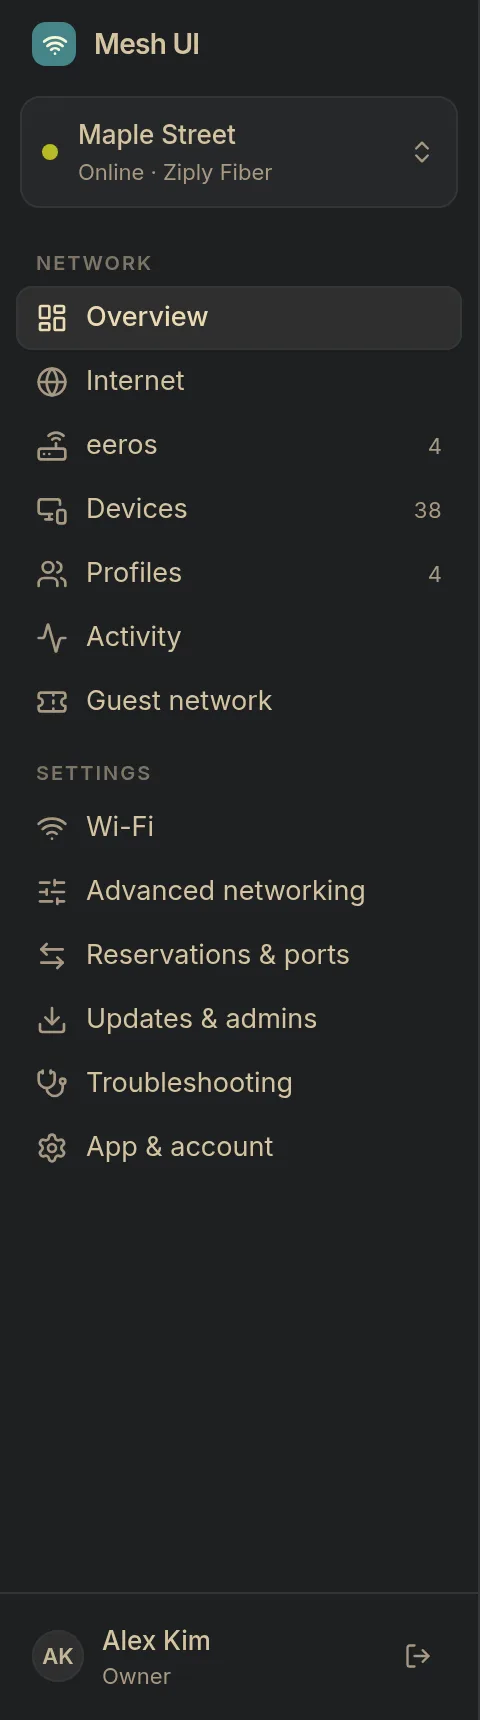 Mesh UI
Maple Street
Online · Ziply Fiber
NETWORK
Overview
Internet
eeros 4
Devices 38
Profiles 4
Activity
Guest network
SETTINGS
Wi-Fi
Advanced networking
Reservations & ports
Updates & admins
Troubleshooting
App & account
AK
Alex Kim
Owner